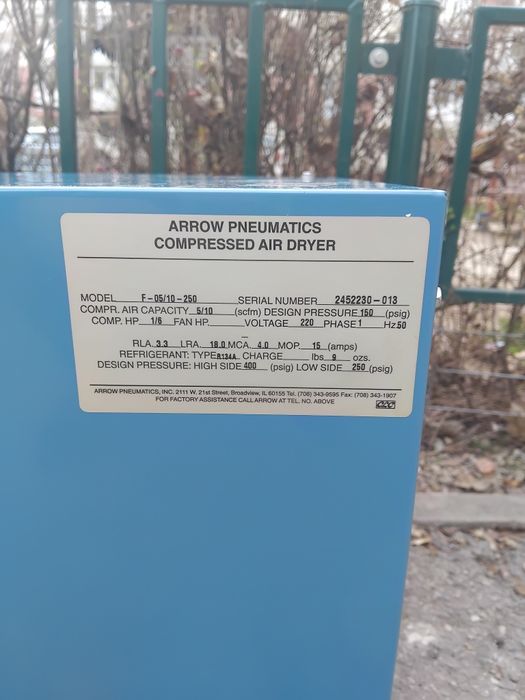 ARROW PNEUMATICS
COMPRESSED AIR DRYER
MODEL F-05/10-250 SERIAL NUMBER 2452230-013
COMPR. AIR CAPACITY 5/10 (scfm) DESIGN PRESSURE 150 (psig)
COMP. HP 1/6 FAN HP VOLTAGE 220 PHASE 1 Hz 50
RLA 3.3 LRA 18.0 MCA 4.0 MOP 15 (amps)
REFRIGERANT: TYPE R134A CHARGE lbs 9 ozs.
DESIGN PRESSURE: HIGH SIDE 400 (psig) LOW SIDE 250 (psig)
ARROW PNEUMATICS, INC. 2111 W. 21st Street, Broadview, IL 60155 Tel. (708) 343-9595 Fax: (708) 343-1907
FOR FACTORY ASSISTANCE CALL ARROW AT TEL. NO. ABOVE